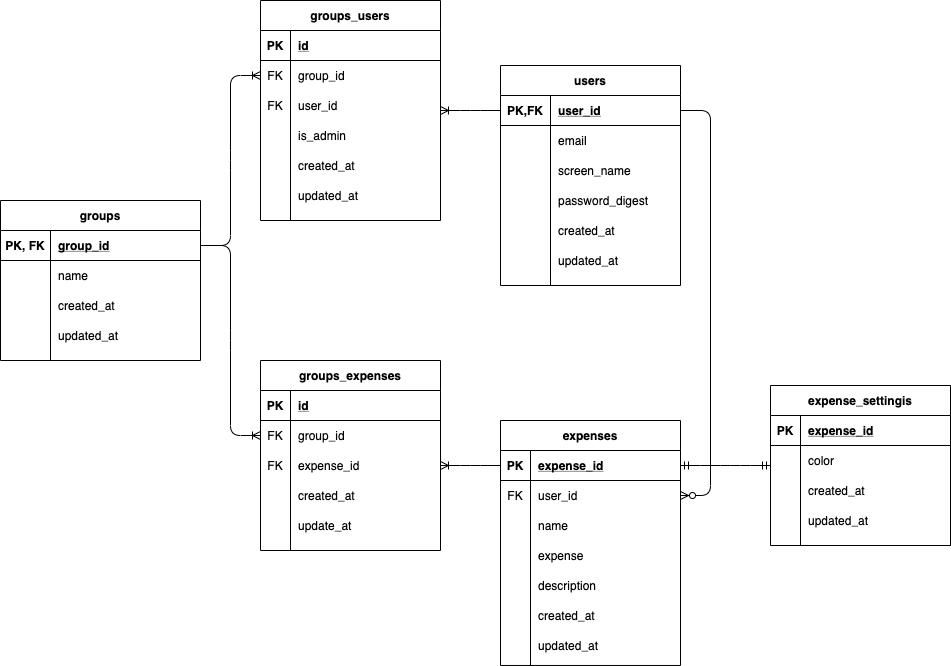 groups_users
PK id
FK group_id
FK user_id
is_admin
created_at
updated_at
users
PK,FK user_id
email
screen_name
password_digest
created_at
updated_at
groups
PK, FK group_id
name
created_at
updated_at
groups_expenses
PK id
FK group_id
FK expense_id
created_at
update_at
expenses
PK expense_id
FK user_id
name
expense
description
created_at
updated_at
expense_settingis
PK expense_id
color
created_at
updated_at